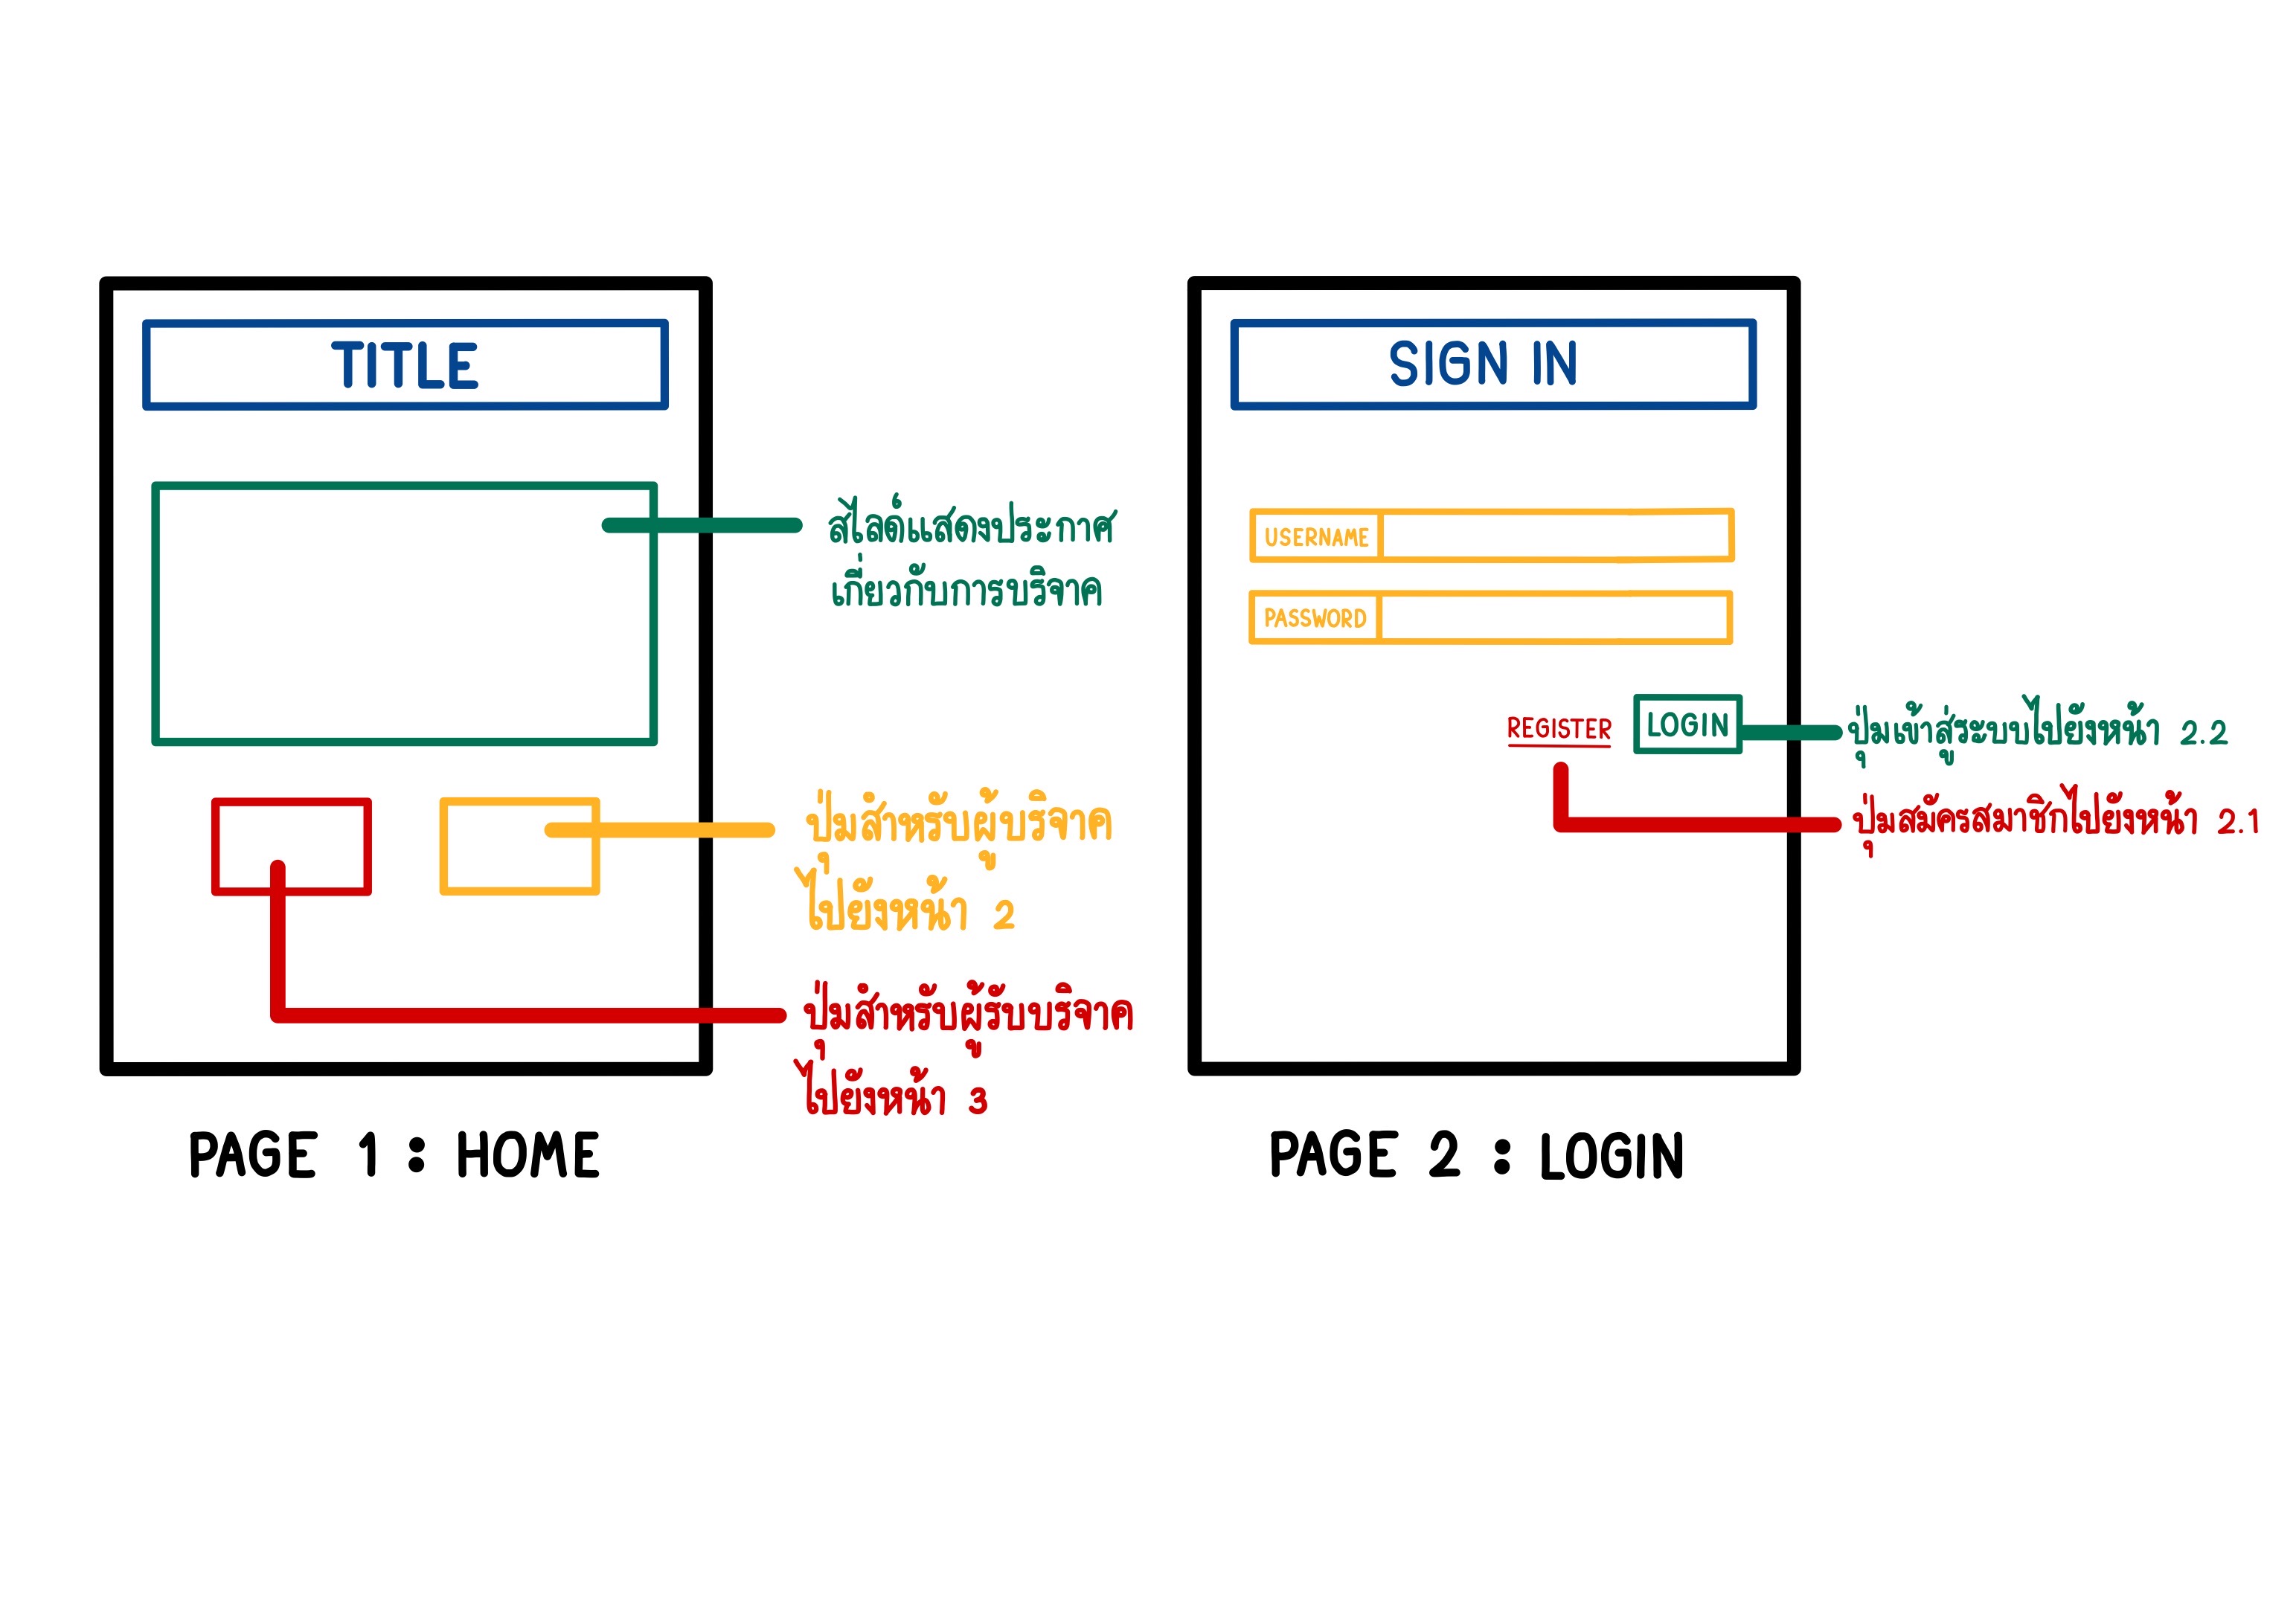 TITLE
สไลด์แสดงประกาศ
เกี่ยวกับการบริจาค
ปุ่มสำหรับผู้บริจาค
ไปยังหน้า 2
ปุ่มสำหรับผู้รับบริจาค
ไปยังหน้า 3
PAGE 1 : HOME
SIGN IN
USERNAME
PASSWORD
REGISTER
LOGIN
ปุ่มเข้าสู่ระบบไปยังหน้า 2.2
ปุ่มสมัครสมาชิกไปยังหน้า 2.1
PAGE 2 : LOGIN